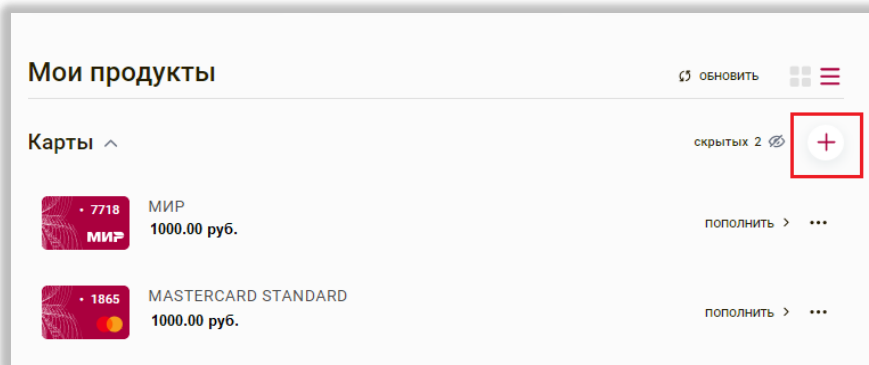 Мои продукты
ОБНОВИТЬ
Карты
скрытых 2
• 7718
МИР
МИР
1000.00 руб.
ПОПОЛНИТЬ >
• 1865
MASTERCARD STANDARD
1000.00 руб.
ПОПОЛНИТЬ >